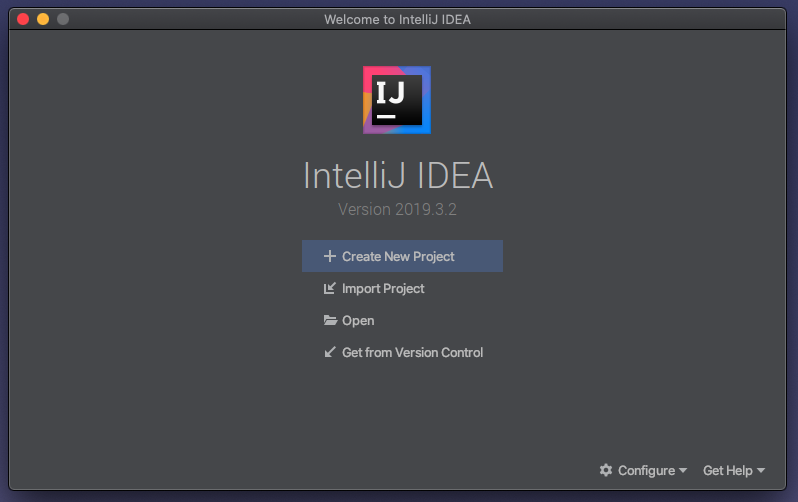 Welcome to IntelliJ IDEA
IJ
IntelliJ IDEA
Version 2019.3.2
Create New Project
Import Project
Open
Get from Version Control
Configure Get Help